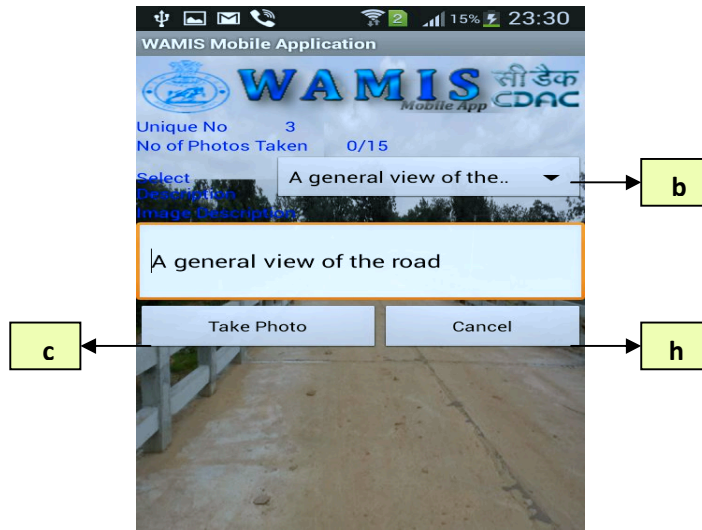 2 15% 23:30
WAMIS Mobile Application
WAMIS सी डैक
Mobile App CDAC
Unique No 3
No of Photos Taken 0/15
Select Description A general view of the..
Image Description
A general view of the road
Take Photo Cancel
b
c
h